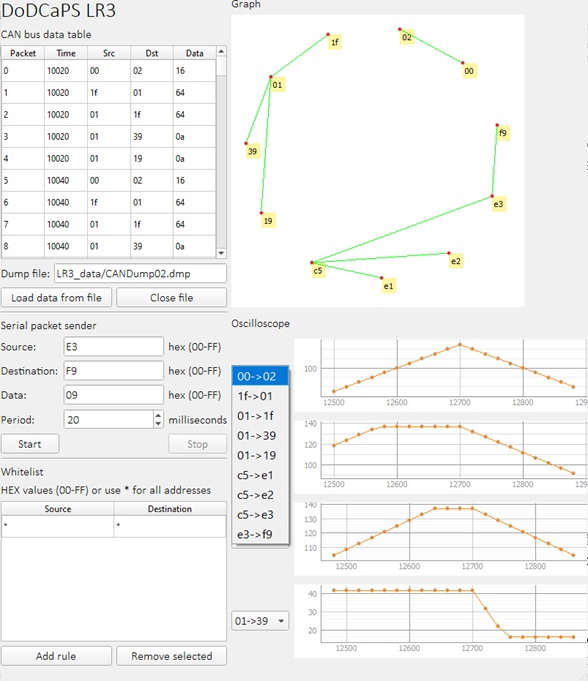 DoDCaPS LR3
CAN bus data table
Packet Time Src Dst Data
0 10020 00 02 16
1 10020 1f 01 64
2 10020 01 1f 64
3 10020 01 39 0a
4 10020 01 19 0a
5 10040 00 02 16
6 10040 1f 01 64
7 10040 01 1f 64
8 10040 01 39 0a
Dump file: LR3_data/CANDump02.dmp
Load data from file Close file
Serial packet sender
Source: E3 hex (00-FF)
Destination: F9 hex (00-FF)
Data: 09 hex (00-FF)
Period: 20 milliseconds
Start Stop
Whitelist
HEX values (00-FF) or use * for all addresses
Source Destination
* *
Add rule Remove selected
Graph
1f
02
00
01
f9
39
e3
19
e2
c5
e1
Oscilloscope
00->02
1f->01
01->1f
01->39
01->19
c5->e1
c5->e2
c5->e3
e3->f9
01->39
100
12500 12600 12700 12800 129
140
120
100
12500 12600 12700 12800
140
130
120
110
12500 12600 12700 12800
40
20
12500 12600 12700 12800